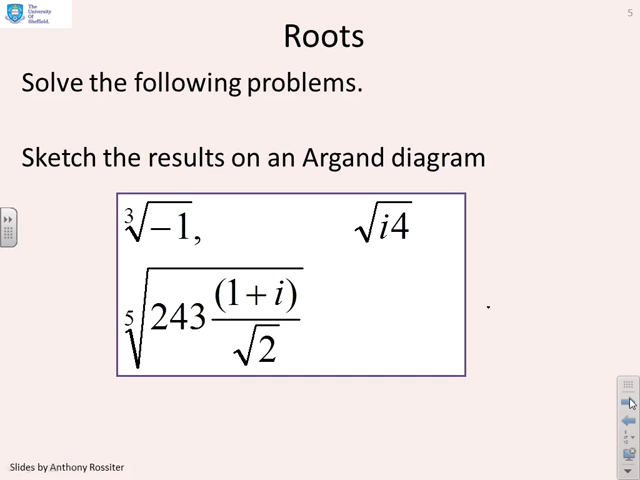 The
University
Of
Sheffield.
5
Roots
Solve the following problems.
Sketch the results on an Argand diagram
∛−1, √i4
⁵√243 (1+i)/√2
Slides by Anthony Rossiter